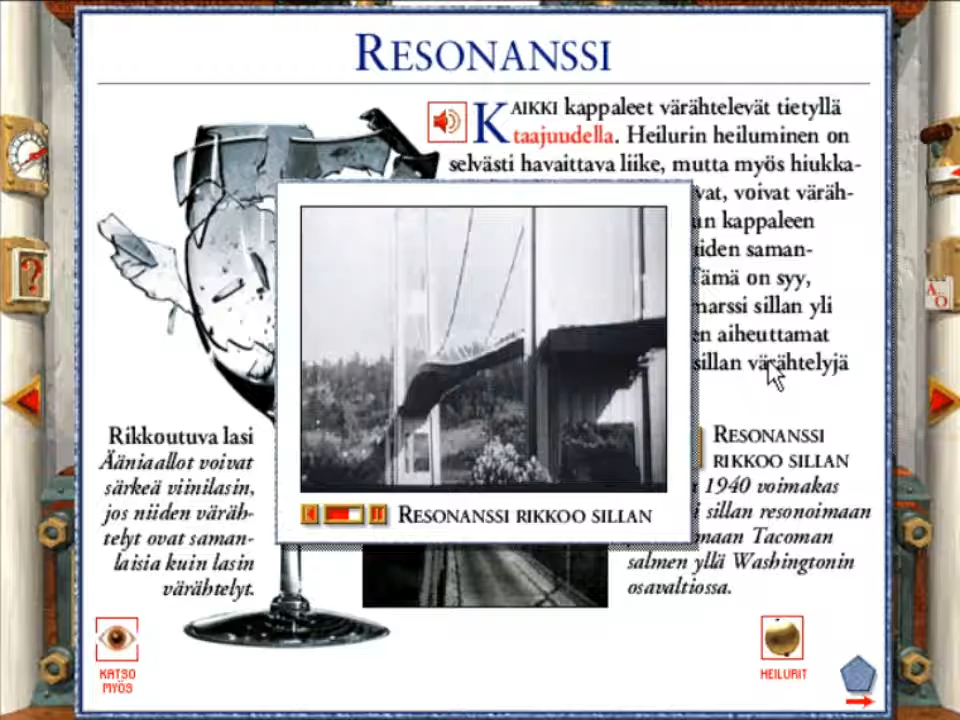 RESONANSSI
KAIKKI kappaleet värähtelevät tietyllä
taajuudella. Heilurin heiluminen on
selvästi havaittava liike, mutta myös hiukka-
vat, voivat väräh-
kappaleen
saman-
ämä on syy,
marssi sillan yli
aiheuttamat
sillan värähtelyjä
Rikkoutuva lasi
Ääniaallot voivat
särkeä viinilasin,
jos niiden väräh-
telyt ovat saman-
laisia kuin lasin
värähtelyt.
RESONANSSI RIKKOO SILLAN
RESONANSSI
RIKKOO SILLAN
1940 voimakas
sillan resonoimaan
maan Tacoman
salmen yllä Washingtonin
osavaltiossa.
KATSO
MYÖS
HEILURIT
?
A...
Ö